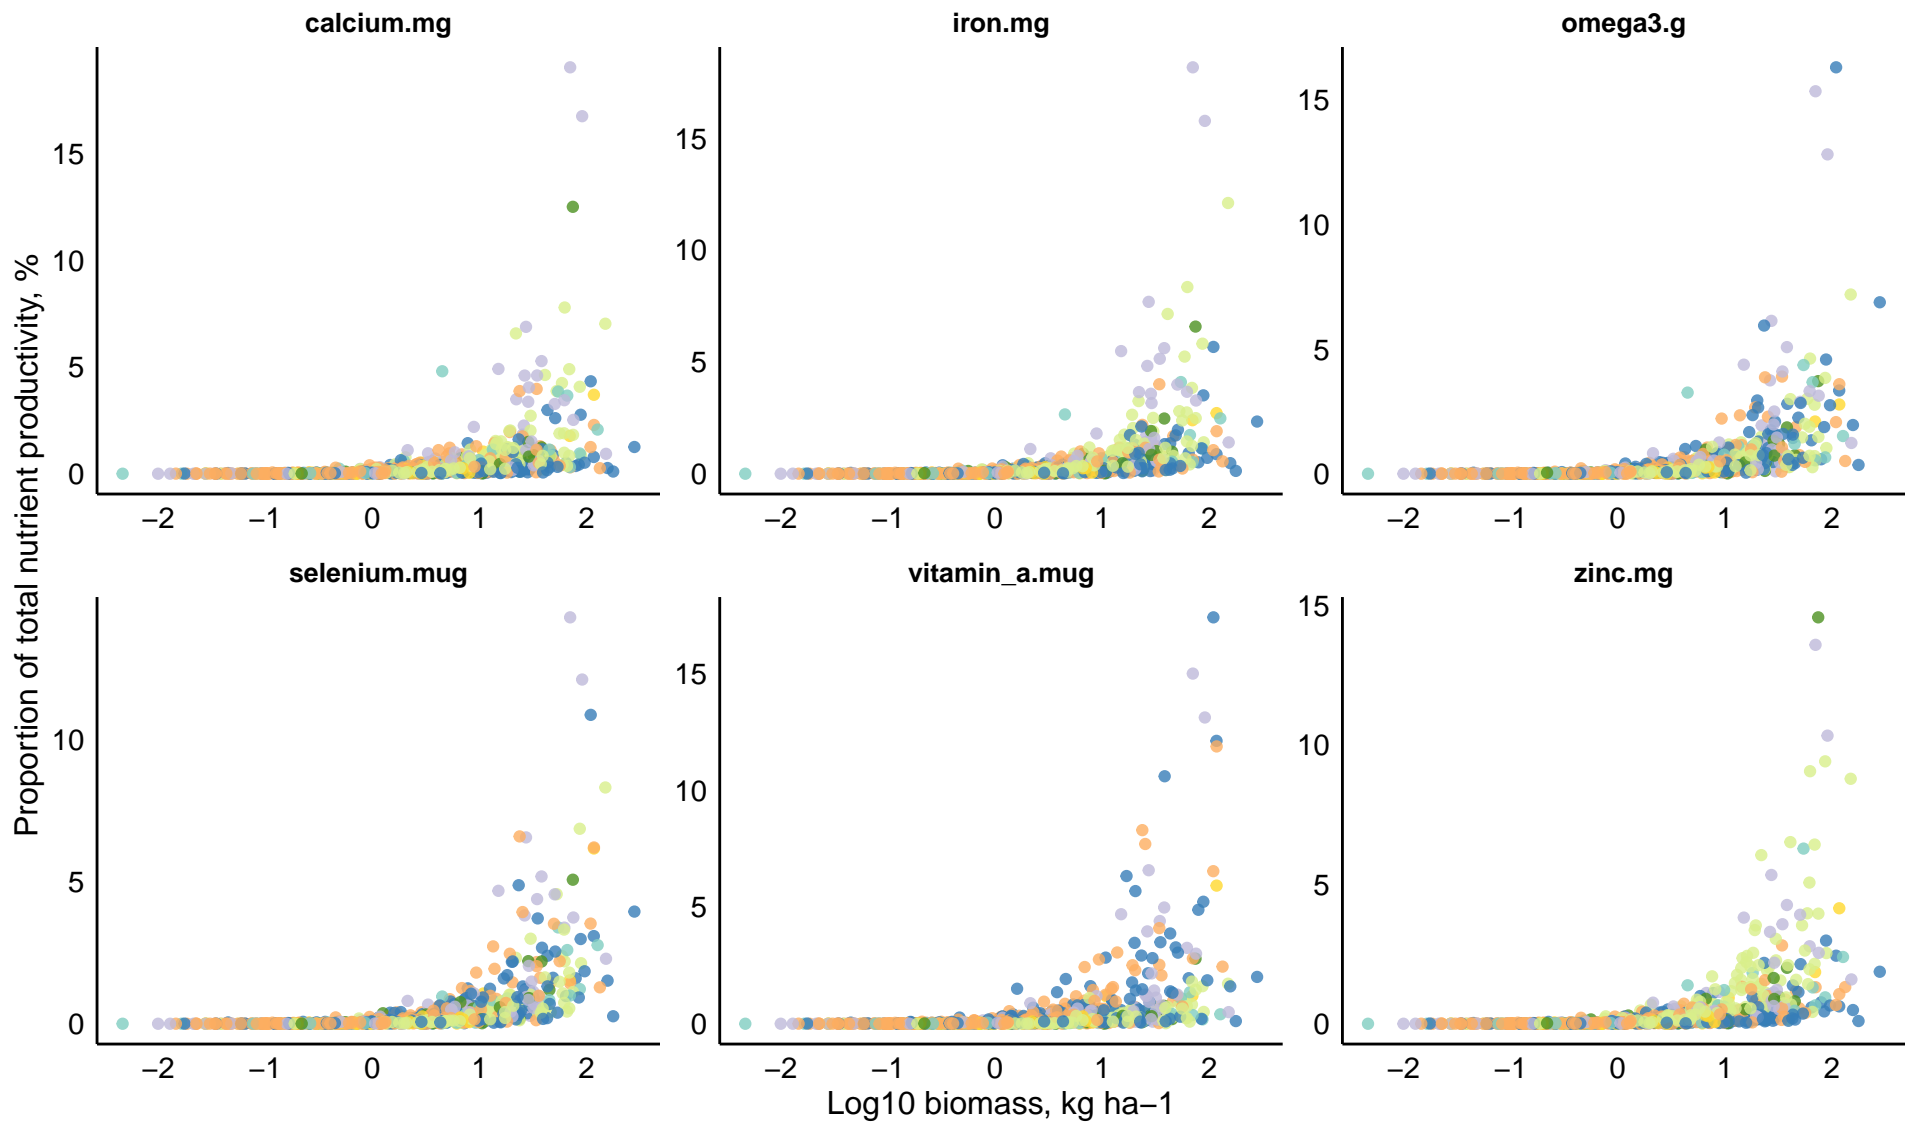 calcium.mg
iron.mg
omega3.g
15
10
5
0
15
10
5
0
15
10
5
0
−2 −1 0 1 2
−2 −1 0 1 2
−2 −1 0 1 2
selenium.mug
vitamin_a.mug
zinc.mg
10
5
0
15
10
5
0
15
10
5
0
−2 −1 0 1 2
−2 −1 0 1 2
−2 −1 0 1 2
Log10 biomass, kg ha−1
Proportion of total nutrient productivity, %